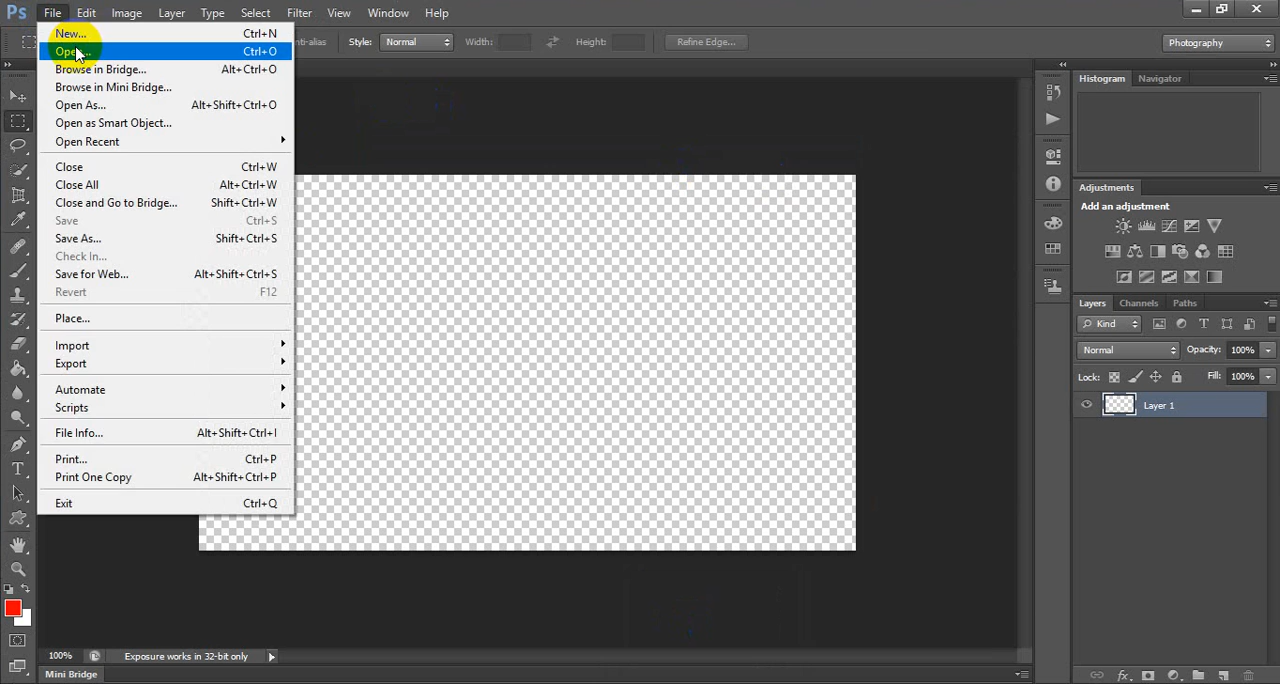 Ps File Edit Image Layer Type Select Filter View Window Help
Anti-alias Style: Normal Width: Height: Refine Edge... Photography
New... Ctrl+N
Open... Ctrl+O
Browse in Bridge... Alt+Ctrl+O
Browse in Mini Bridge...
Open As... Alt+Shift+Ctrl+O
Open as Smart Object...
Open Recent
Close Ctrl+W
Close All Alt+Ctrl+W
Close and Go to Bridge... Shift+Ctrl+W
Save Ctrl+S
Save As... Shift+Ctrl+S
Check In...
Save for Web... Alt+Shift+Ctrl+S
Revert F12
Place...
Import
Export
Automate
Scripts
File Info... Alt+Shift+Ctrl+I
Print... Ctrl+P
Print One Copy Alt+Shift+Ctrl+P
Exit Ctrl+Q
Histogram Navigator
Adjustments
Add an adjustment
Layers Channels Paths
Kind
Normal Opacity: 100%
Lock: Fill: 100%
Layer 1
100% Exposure works in 32-bit only
Mini Bridge